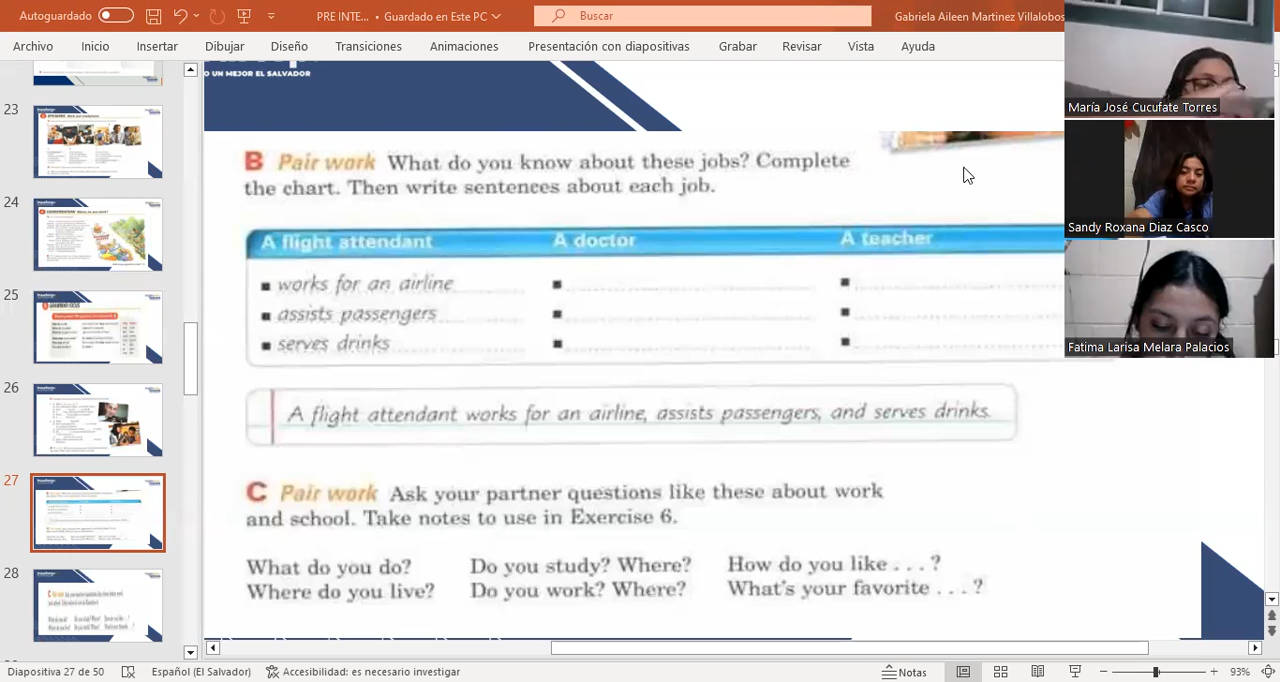 Autoguardado
PRE INTE... • Guardado en Este PC
Buscar
Gabriela Aileen Martinez Villalobos
Archivo Inicio Insertar Dibujar Diseño Transiciones Animaciones Presentación con diapositivas Grabar Revisar Vista Ayuda
O UN MEJOR EL SALVADOR
23
24
25
26
27
28
B Pair work What do you know about these jobs? Complete
the chart. Then write sentences about each job.
A flight attendant A doctor A teacher
works for an airline
assists passengers
serves drinks
A flight attendant works for an airline, assists passengers, and serves drinks.
C Pair work Ask your partner questions like these about work
and school. Take notes to use in Exercise 6.
What do you do? Do you study? Where? How do you like . . . ?
Where do you live? Do you work? Where? What's your favorite . . . ?
María José Cucufate Torres
Sandy Roxana Diaz Casco
Fatima Larisa Melara Palacios
Diapositiva 27 de 50 Español (El Salvador) Accesibilidad: es necesario investigar Notas 93%